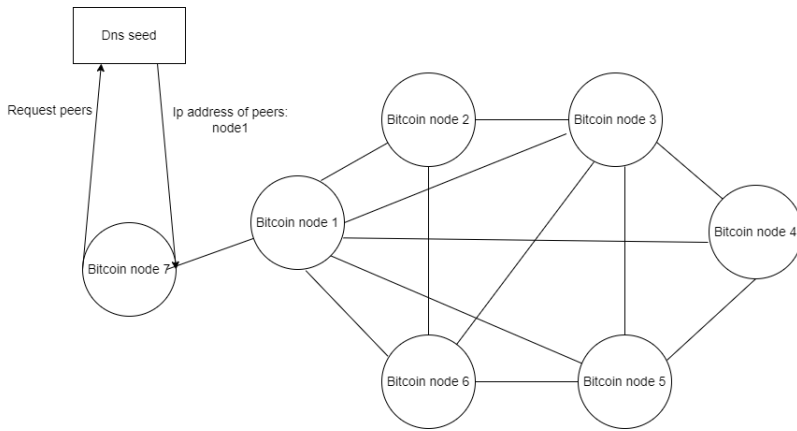 Dns seed
Request peers
Ip address of peers:
node1
Bitcoin node 2
Bitcoin node 3
Bitcoin node 1
Bitcoin node 4
Bitcoin node 7
Bitcoin node 6
Bitcoin node 5